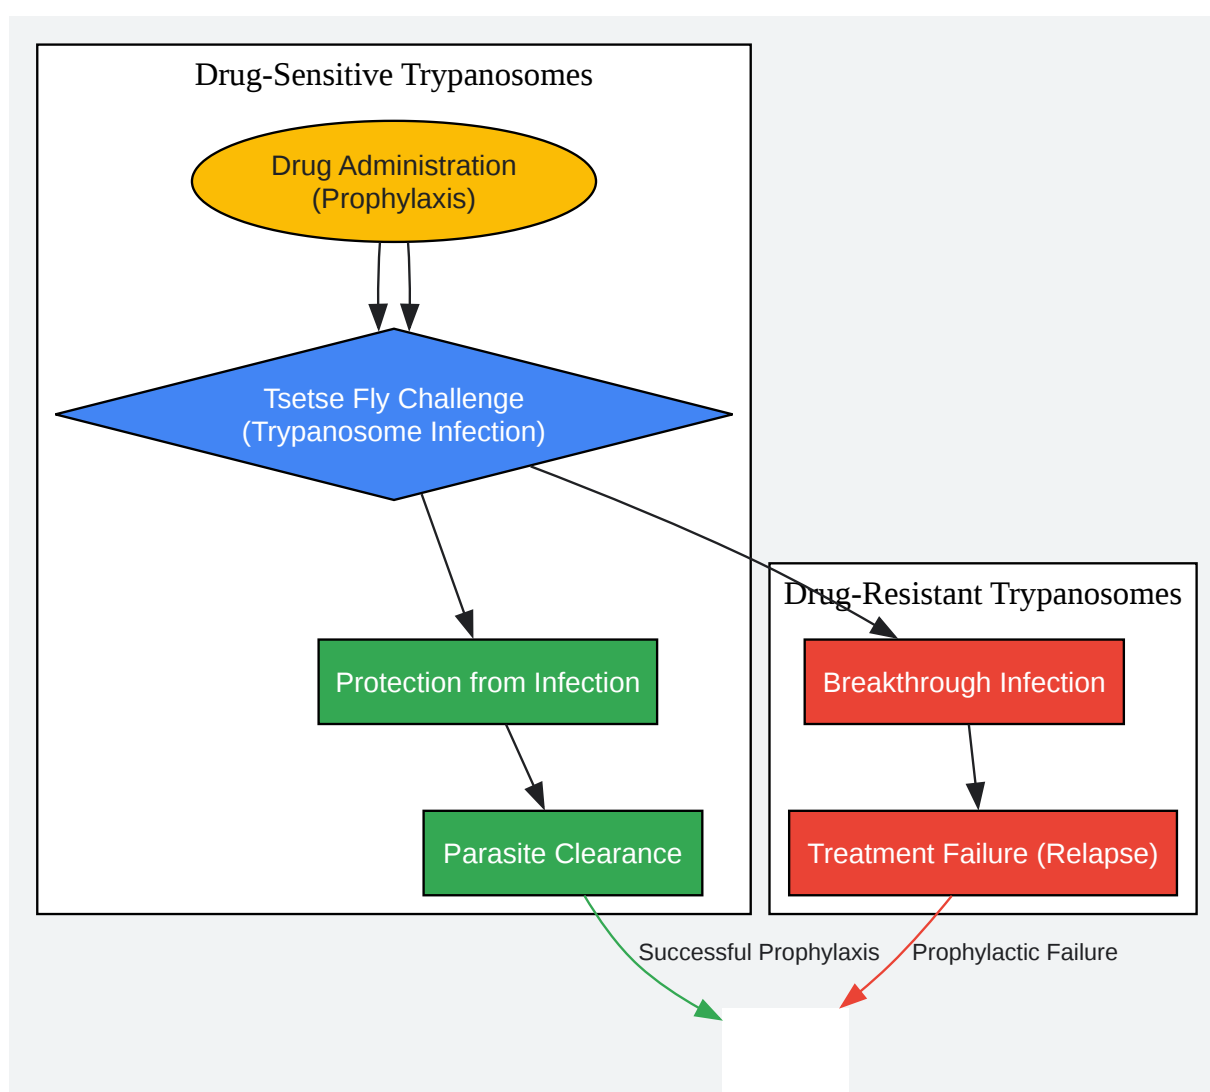 Drug-Sensitive Trypanosomes
Drug Administration
(Prophylaxis)
Tsetse Fly Challenge
(Trypanosome Infection)
Drug-Resistant Trypanosomes
Protection from Infection
Breakthrough Infection
Parasite Clearance
Treatment Failure (Relapse)
Successful Prophylaxis
Prophylactic Failure